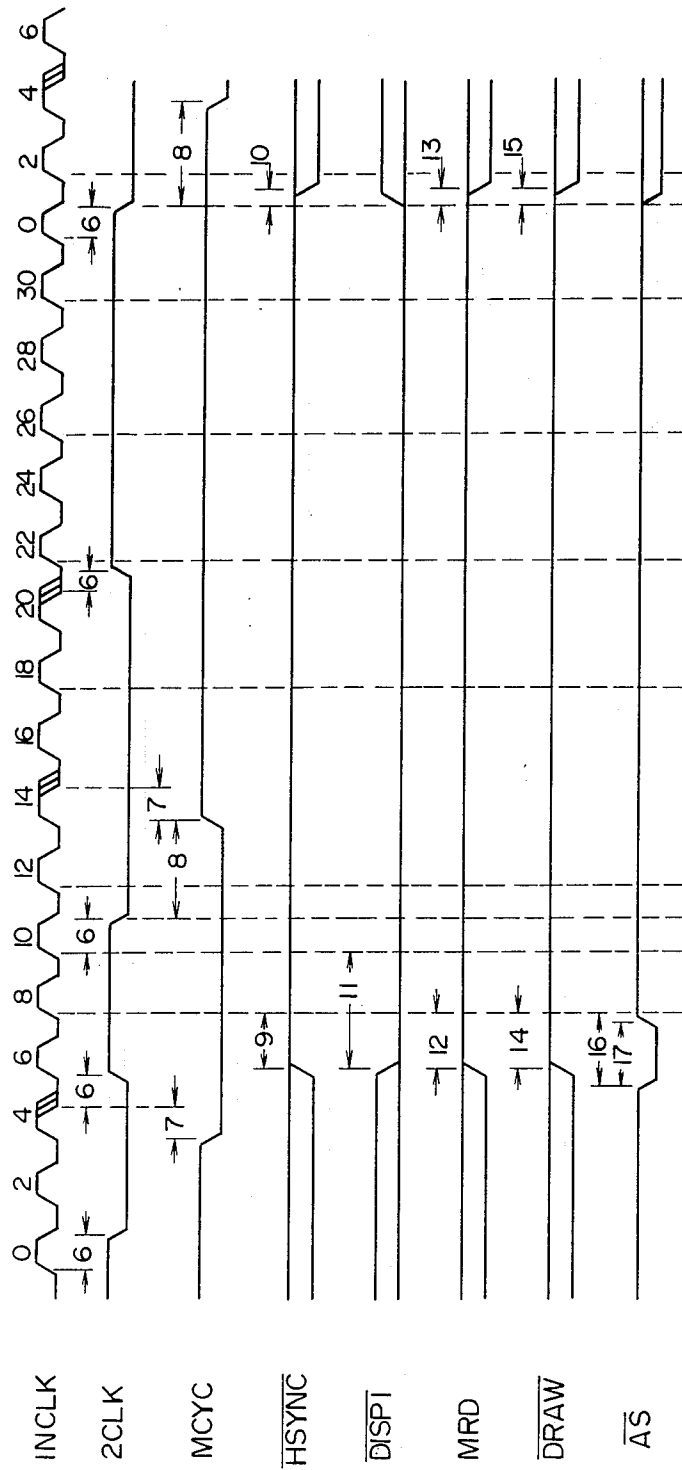 INCLK 0 2 4 6 8 10 12 14 16 18 20 22 24 26 28 30 0 2 4 6
2CLK 6 6 6 6 6
MCYC 7 8 7 8
HSYNC 9 10
DISP1 11
MRD 12 13
DRAW 14 15
AS 16
17